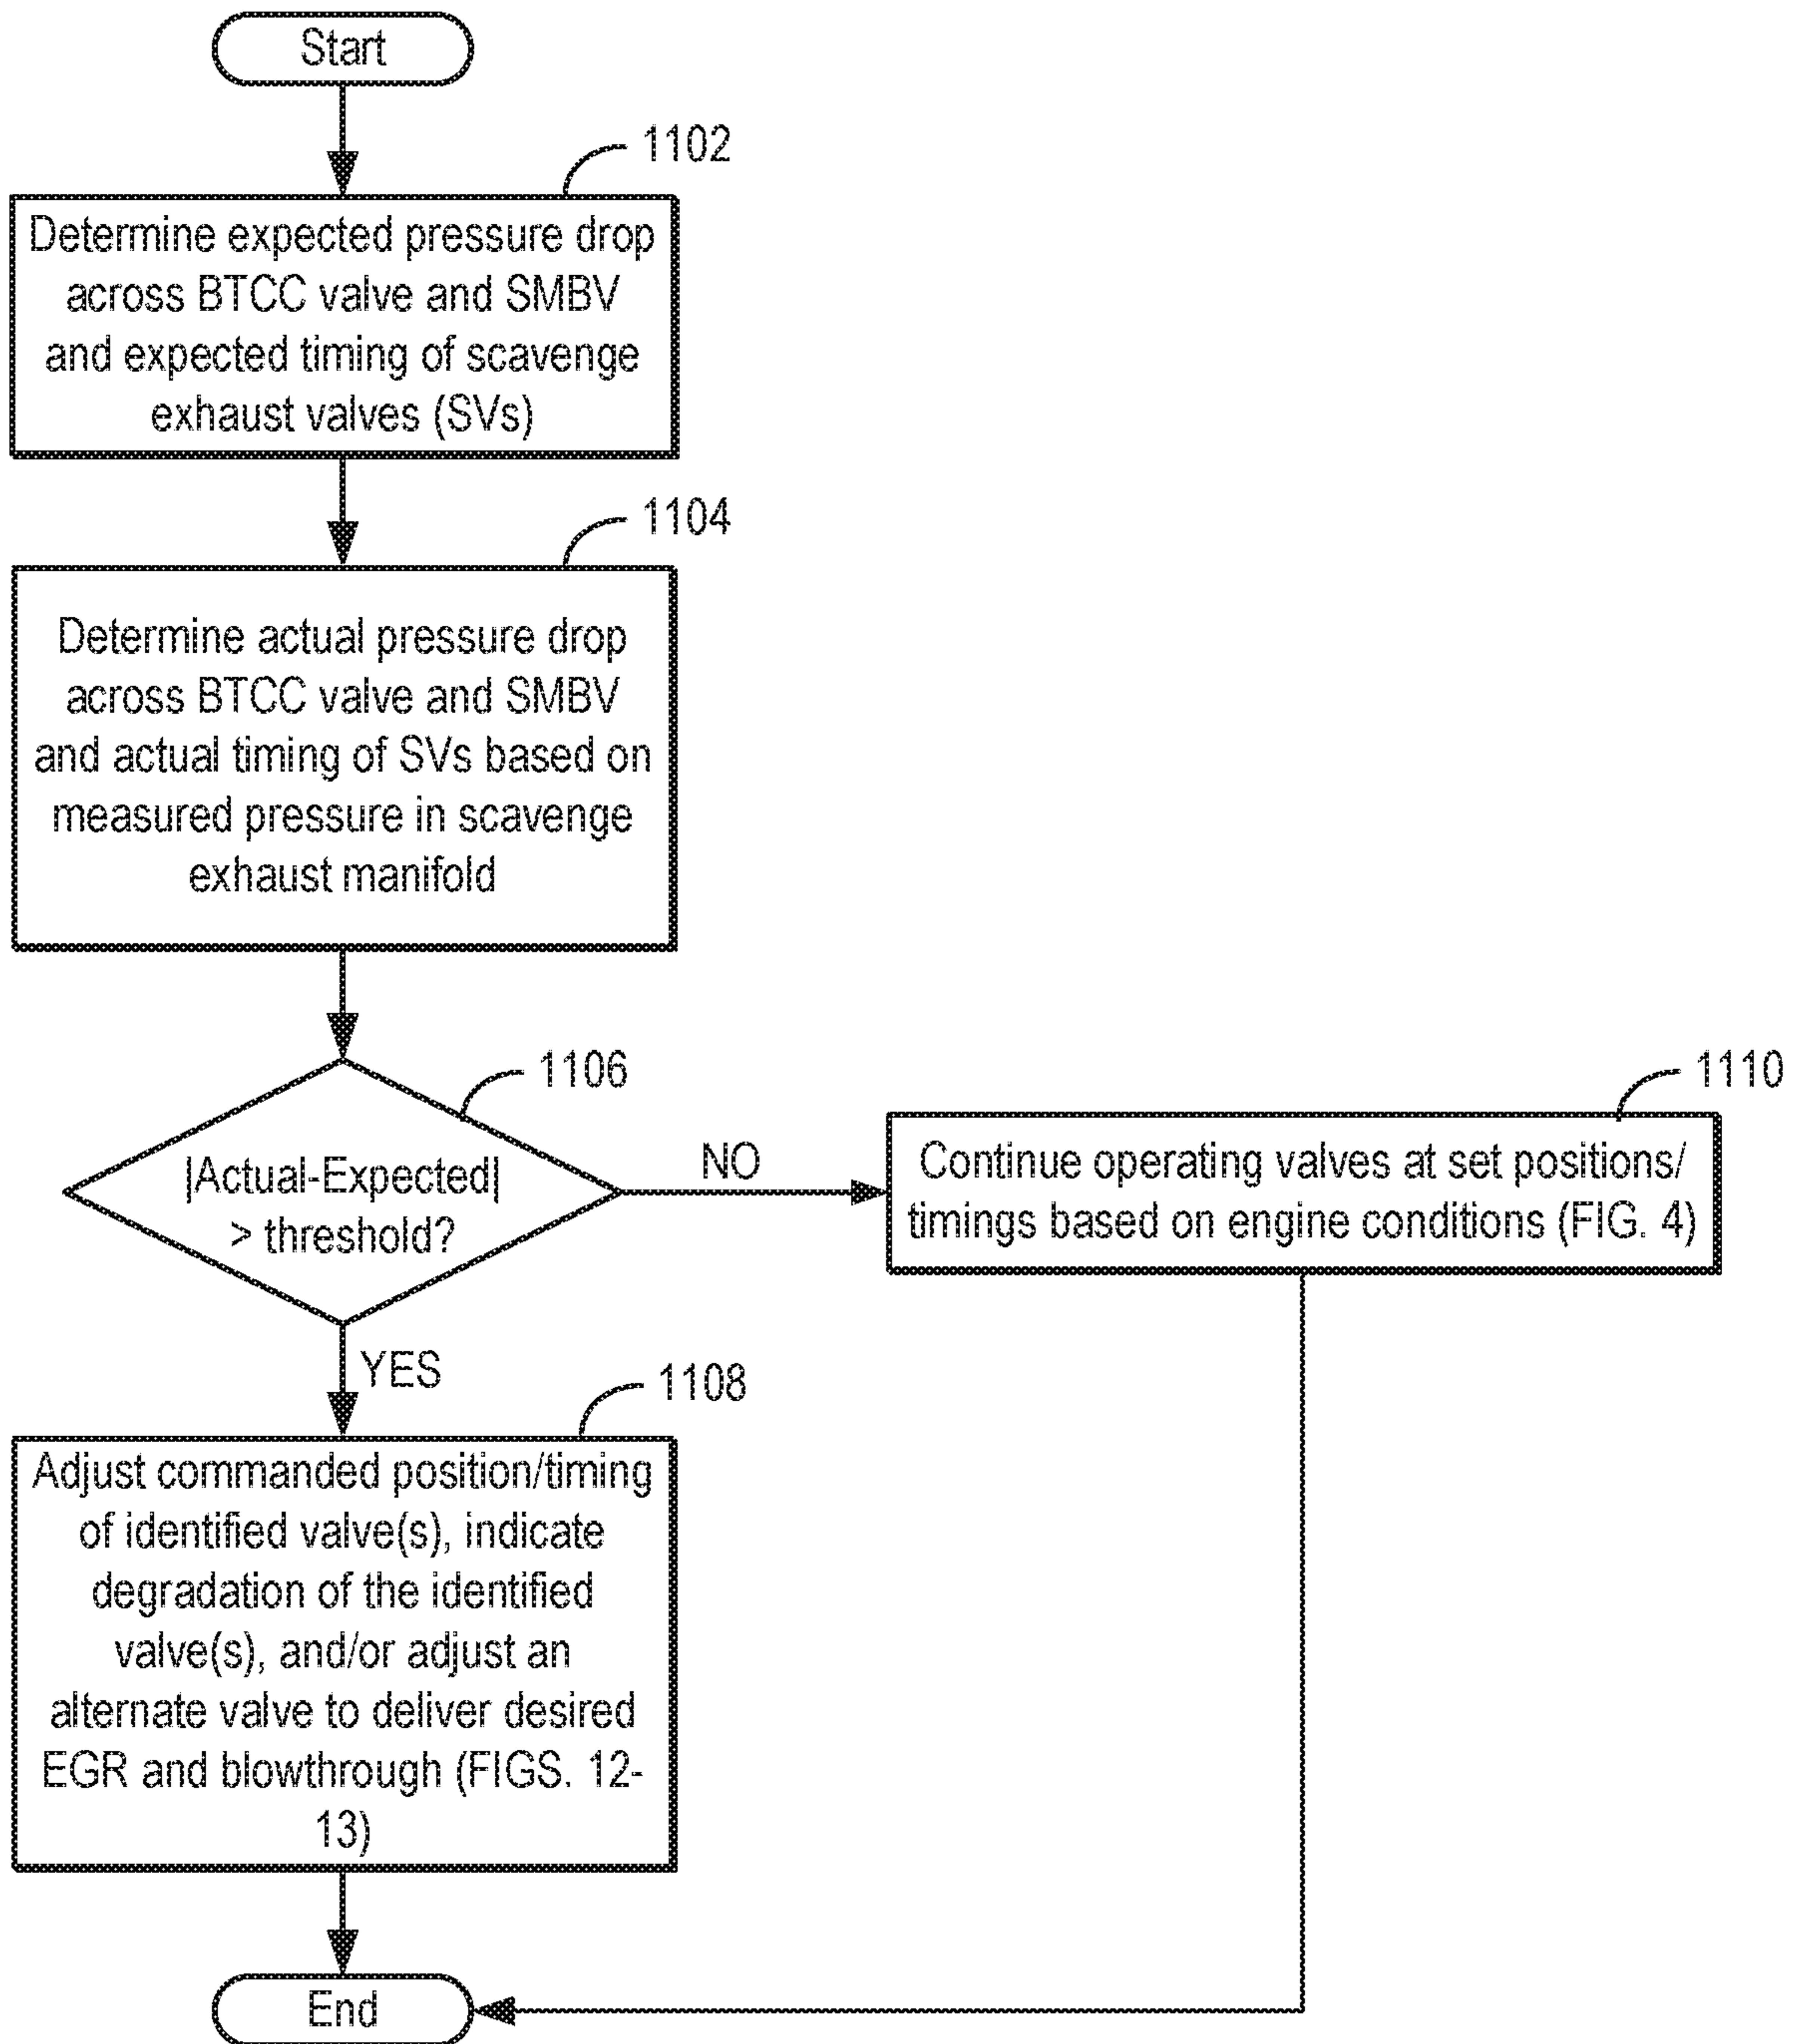 Start
1102
Determine expected pressure drop
across BTCC valve and SMBV
and expected timing of scavenge
exhaust valves (SVs)
1104
Determine actual pressure drop
across BTCC valve and SMBV
and actual timing of SVs based on
measured pressure in scavenge
exhaust manifold
1106
|Actual-Expected|
> threshold?
NO
1110
Continue operating valves at set positions/
timings based on engine conditions (FIG. 4)
YES
1108
Adjust commanded position/timing
of identified valve(s), indicate
degradation of the identified
valve(s), and/or adjust an
alternate valve to deliver desired
EGR and blowthrough (FIGS. 12-
13)
End